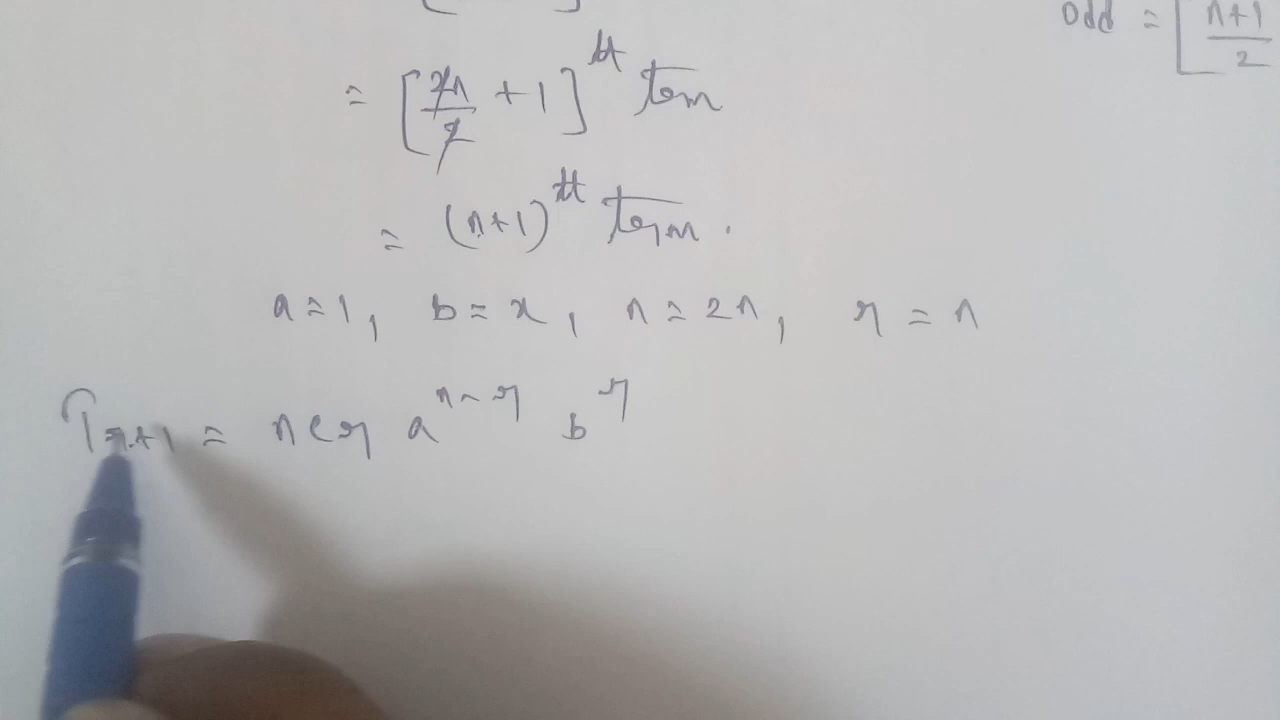 Odd = [n+1/2
= [2n/2 + 1]th term
= (n+1)th term.
a=1, b=x, n=2n, r=n
Tr+1 = ncr a^n-r b^r